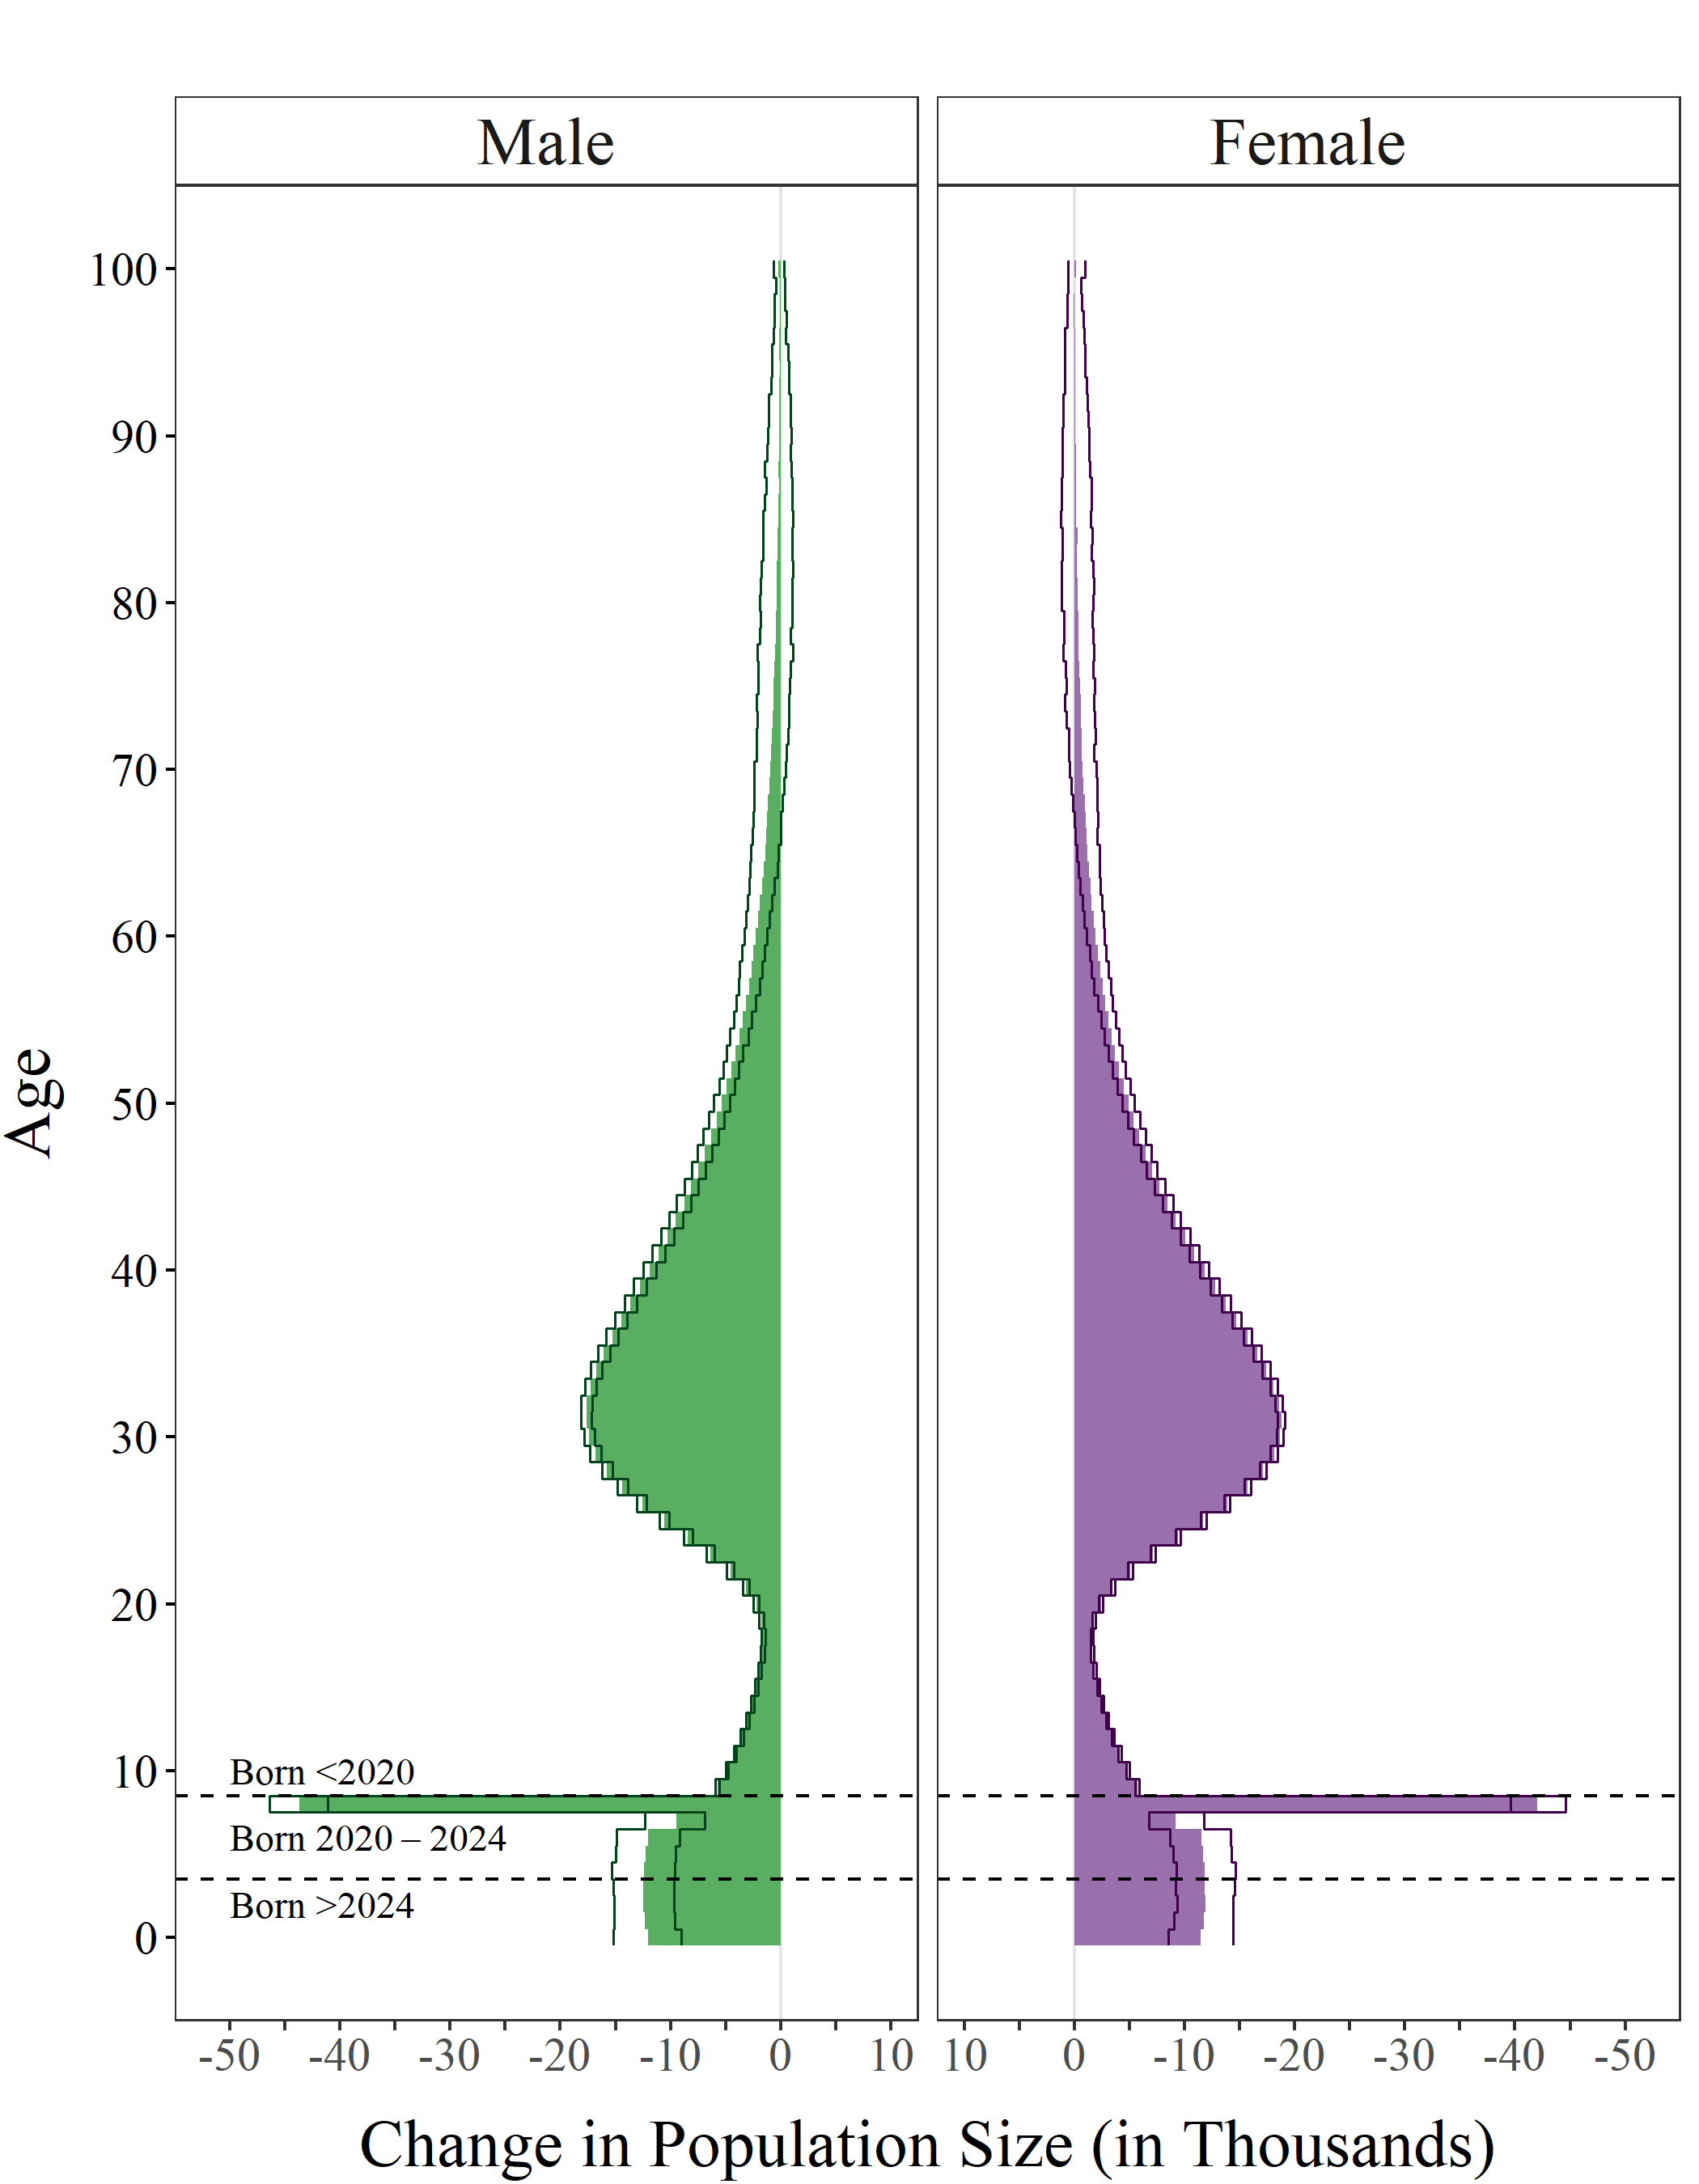 Male
Female
100
90
80
70
60
50
40
30
20
10
0
Age
Born <2020
Born 2020 – 2024
Born >2024
-50 -40 -30 -20 -10 0 10
10 0 -10 -20 -30 -40 -50
Change in Population Size (in Thousands)